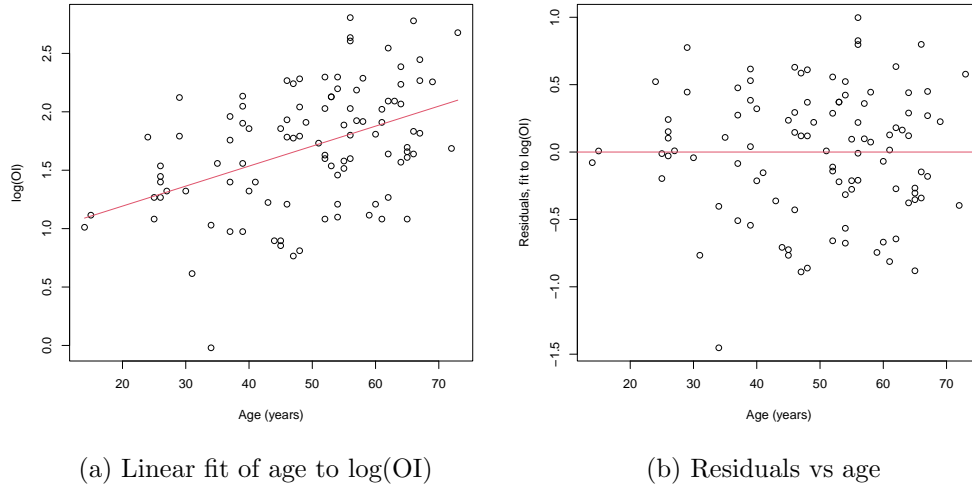 log(OI)
0.0 0.5 1.0 1.5 2.0 2.5
20 30 40 50 60 70
Age (years)
(a) Linear fit of age to log(OI)
Residuals, fit to log(OI)
−1.5 −1.0 −0.5 0.0 0.5 1.0
20 30 40 50 60 70
Age (years)
(b) Residuals vs age